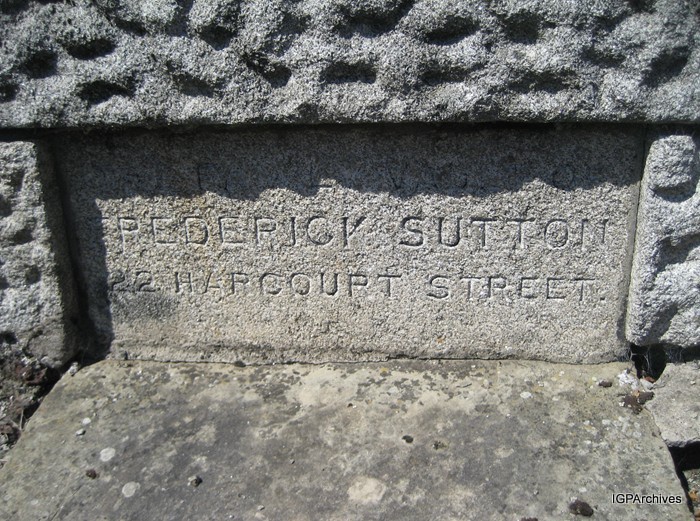 FREDERICK SUTTON
22 HARCOURT STREET.
IGPArchives